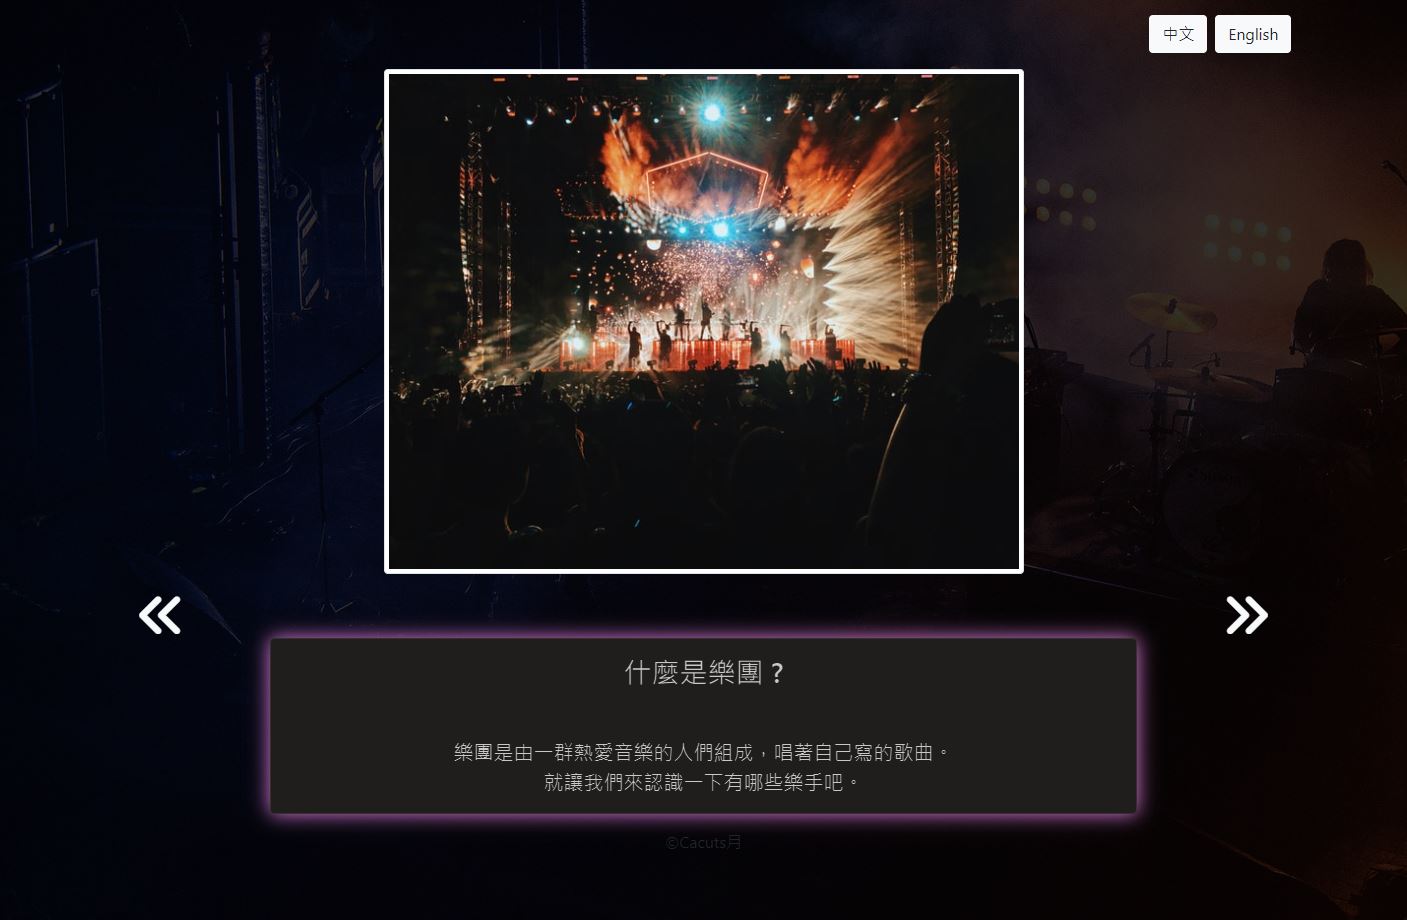 中文
English
什麼是樂團？
樂團是由一群熱愛音樂的人們組成，唱著自己寫的歌曲。
就讓我們來認識一下有哪些樂手吧。
©Cacuts月